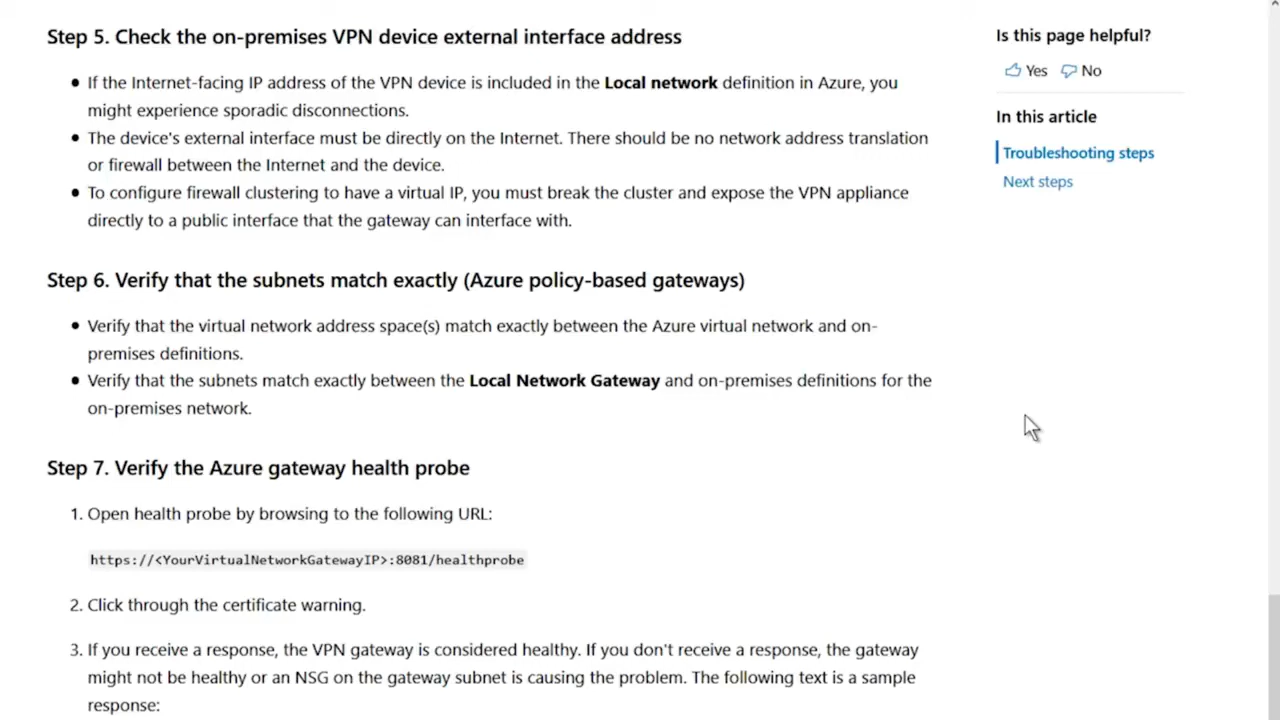 Step 5. Check the on-premises VPN device external interface address
• If the Internet-facing IP address of the VPN device is included in the Local network definition in Azure, you
might experience sporadic disconnections.
• The device's external interface must be directly on the Internet. There should be no network address translation
or firewall between the Internet and the device.
• To configure firewall clustering to have a virtual IP, you must break the cluster and expose the VPN appliance
directly to a public interface that the gateway can interface with.
Step 6. Verify that the subnets match exactly (Azure policy-based gateways)
• Verify that the virtual network address space(s) match exactly between the Azure virtual network and on-
premises definitions.
• Verify that the subnets match exactly between the Local Network Gateway and on-premises definitions for the
on-premises network.
Step 7. Verify the Azure gateway health probe
1. Open health probe by browsing to the following URL:
https://<YourVirtualNetworkGatewayIP>:8081/healthprobe
2. Click through the certificate warning.
3. If you receive a response, the VPN gateway is considered healthy. If you don't receive a response, the gateway
might not be healthy or an NSG on the gateway subnet is causing the problem. The following text is a sample
response:
Is this page helpful?
Yes No
In this article
Troubleshooting steps
Next steps